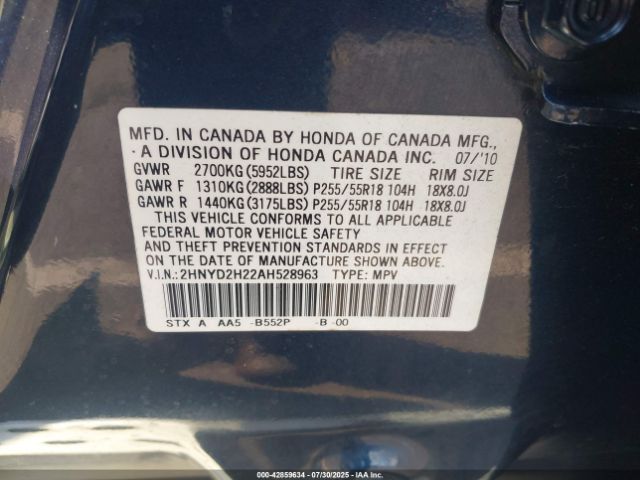 MFD. IN CANADA BY HONDA OF CANADA MFG.,
A DIVISION OF HONDA CANADA INC. 07/'10
GVWR 2700KG(5952LBS) TIRE SIZE RIM SIZE
GAWR F 1310KG(2888LBS) P255/55R18 104H 18X8.0J
GAWR R 1440KG(3175LBS) P255/55R18 104H 18X8.0J
THIS VEHICLE CONFORMS TO ALL APPLICABLE
FEDERAL MOTOR VEHICLE SAFETY
AND THEFT PREVENTION STANDARDS IN EFFECT
ON THE DATE OF MANUFACTURE SHOWN ABOVE.
V.I.N.:2HNYD2H22AH528963 TYPE: MPV
STX A AA5 -B552P -B -00
000-42859634 - 07/30/2025 - IAA Inc.